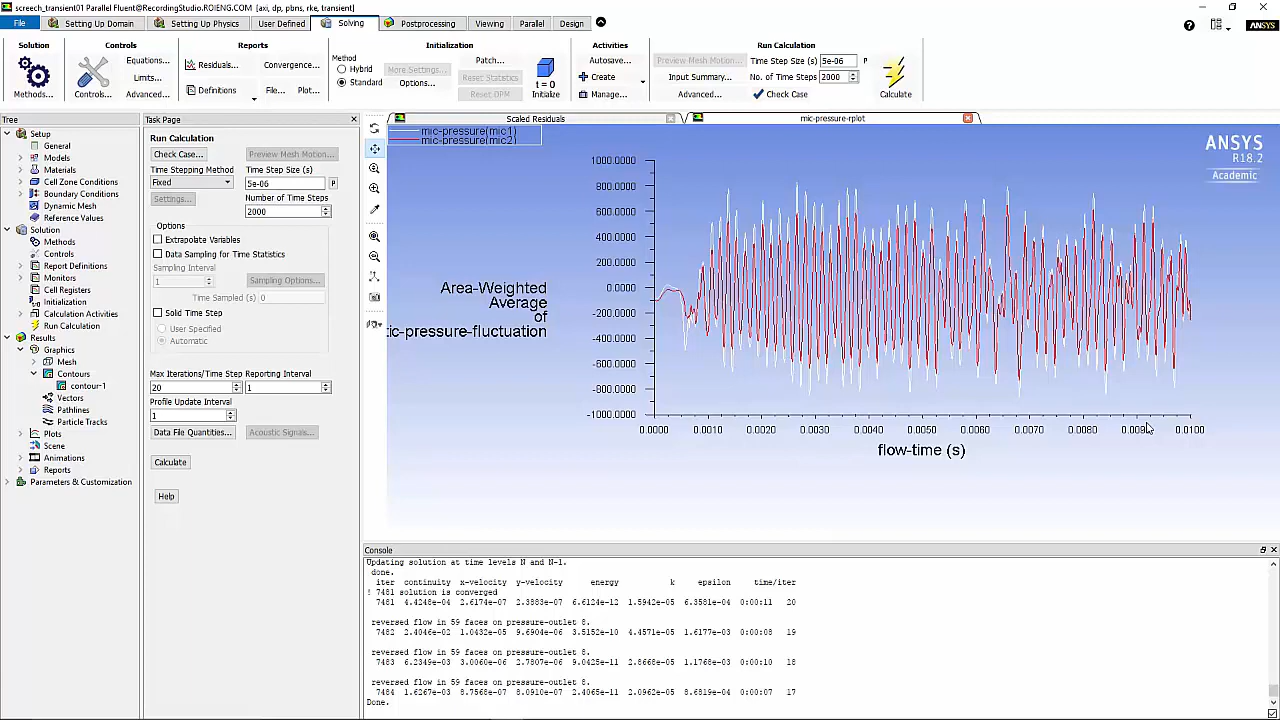 screech_transient01 Parallel Fluent@RecordingStudio.ROIENG.COM [axi, dp, pbns, rke, transient]
File Setting Up Domain Setting Up Physics User Defined Solving Postprocessing Viewing Parallel Design ANSYS
Solution Controls Reports Initialization Activities Run Calculation
Methods... Controls... Equations... Limits... Advanced...
Residuals... Convergence... Definitions File... Plot...
Method
Hybrid More Settings...
Standard Options...
Patch...
Reset Statistics
Reset DPM
t = 0
Initialize
Autosave...
Create
Manage...
Preview Mesh Motion... Time Step Size (s) 5e-06 P
Input Summary... No. of Time Steps 2000
Advanced... Check Case
Calculate
Tree
Setup
General
Models
Materials
Cell Zone Conditions
Boundary Conditions
Dynamic Mesh
Reference Values
Solution
Methods
Controls
Report Definitions
Monitors
Cell Registers
Initialization
Calculation Activities
Run Calculation
Results
Graphics
Mesh
Contours
contour-1
Vectors
Pathlines
Particle Tracks
Plots
Scene
Animations
Reports
Parameters & Customization
Task Page
Run Calculation
Check Case... Preview Mesh Motion...
Time Stepping Method Time Step Size (s)
Fixed 5e-06 P
Settings... Number of Time Steps
2000
Options
Extrapolate Variables
Data Sampling for Time Statistics
Sampling Interval
1 Sampling Options...
Time Sampled (s) 0
Solid Time Step
User Specified
Automatic
Max Iterations/Time Step Reporting Interval
20 1
Profile Update Interval
1
Data File Quantities... Acoustic Signals...
Calculate
Help
Scaled Residuals mic-pressure-rplot
mic-pressure(mic1)
mic-pressure(mic2)
ANSYS
R18.2
Academic
1000.0000
800.0000
600.0000
400.0000
200.0000
0.0000
-200.0000
-400.0000
-600.0000
-800.0000
-1000.0000
Area-Weighted
Average
of
ic-pressure-fluctuation
0.0000 0.0010 0.0020 0.0030 0.0040 0.0050 0.0060 0.0070 0.0080 0.0090 0.0100
flow-time (s)
Console
Updating solution at time levels N and N-1.
done.
iter continuity x-velocity y-velocity energy k epsilon time/iter
! 7481 solution is converged
7481 4.4248e-04 2.6174e-07 2.3883e-07 6.6124e-12 1.5942e-05 6.3581e-04 0:00:11 20
reversed flow in 59 faces on pressure-outlet 8.
7482 2.4046e-02 1.0432e-05 9.6904e-06 3.5152e-10 4.4571e-05 1.6177e-03 0:00:08 19
reversed flow in 59 faces on pressure-outlet 8.
7483 6.2349e-03 3.0060e-06 2.7807e-06 9.0425e-11 2.8668e-05 1.1768e-03 0:00:10 18
reversed flow in 59 faces on pressure-outlet 8.
7484 1.6267e-03 8.7568e-07 8.0910e-07 2.4065e-11 2.0962e-05 8.6819e-04 0:00:07 17
Done.